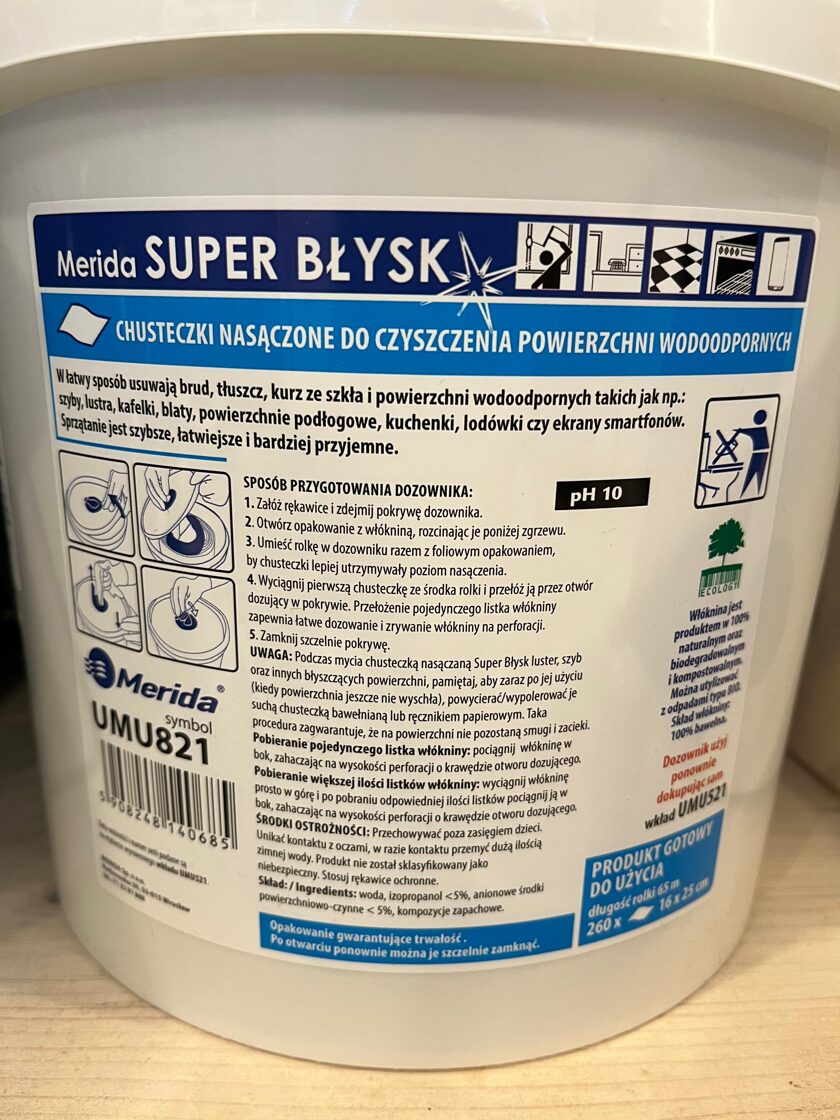 Merida SUPER BŁYSK
CHUSTECZKI NASĄCZONE DO CZYSZCZENIA POWIERZCHNI WODOODPORNYCH
W łatwy sposób usuwają brud, tłuszcz, kurz ze szkła i powierzchni wodoodpornych takich jak np.:
szyby, lustra, kafelki, blaty, powierzchnie podłogowe, kuchenki, lodówki czy ekrany smartfonów.
Sprzątanie jest szybsze, łatwiejsze i bardziej przyjemne.
SPOSÓB PRZYGOTOWANIA DOZOWNIKA:
pH 10
1. Załóż rękawice i zdejmij pokrywę dozownika.
2. Otwórz opakowanie z włókniną, rozcinając je poniżej zgrzewu.
3. Umieść rolkę w dozowniku razem z foliowym opakowaniem,
by chusteczki lepiej utrzymywały poziom nasączenia.
4. Wyciągnij pierwszą chusteczkę ze środka rolki i przełóż ją przez otwór
dozujący w pokrywie. Przełożenie pojedynczego listka włókniny
zapewnia łatwe dozowanie i zrywanie włókniny na perforacji.
5. Zamknij szczelnie pokrywę.
UWAGA: Podczas mycia chusteczką nasączaną Super Błysk luster, szyb
oraz innych błyszczących powierzchni, pamiętaj, aby zaraz po jej użyciu
(kiedy powierzchnia jeszcze nie wyschła), powycierać/wypolerować je
suchą chusteczką bawełnianą lub ręcznikiem papierowym. Taka
procedura zagwarantuje, że na powierzchni nie pozostaną smugi i zacieki.
Pobieranie pojedynczego listka włókniny: pociągnij włókninę w
bok, zahaczając na wysokości perforacji o krawędzie otworu dozującego.
Pobieranie większej ilości listków włókniny: wyciągnij włókninę
prosto w górę i po pobraniu odpowiedniej ilości listków pociągnij ją w
bok, zahaczając na wysokości perforacji o krawędzie otworu dozującego.
ŚRODKI OSTROŻNOŚCI: Przechowywać poza zasięgiem dzieci.
Unikać kontaktu z oczami, w razie kontaktu przemyć dużą ilością
zimnej wody. Produkt nie został sklasyfikowany jako
niebezpieczny. Stosuj rękawice ochronne.
Skład: / Ingredients: woda, izopropanol <5%, anionowe środki
powierzchniowo-czynne < 5%, kompozycje zapachowe.
Opakowanie gwarantujące trwałość .
Po otwarciu ponownie można je szczelnie zamknąć.
Merida®
symbol
UMU821
5 908248 140685
wkładu UMU521
ECOLOGY
Włóknina jest
produktem w 100%
naturalnym oraz
biodegradowalnym
i kompostowalnym.
Można utylizować
z odpadami typu BIO.
Skład włókniny:
100% bawełna.
Dozownik użyj
ponownie
dokupując sam
wkład UMU521
PRODUKT GOTOWY
DO UŻYCIA
długość rolki 65 m
260 x 16 x 25 cm